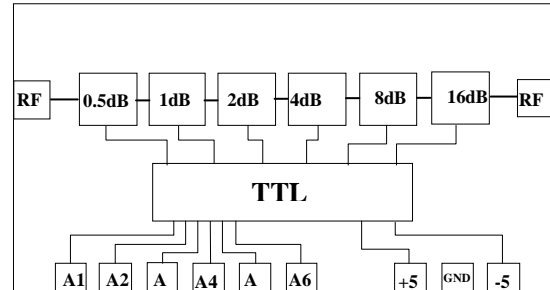 RF 0.5dB 1dB 2dB 4dB 8dB 16dB RF
TTL
A1 A2 A A4 A A6 +5 GND -5